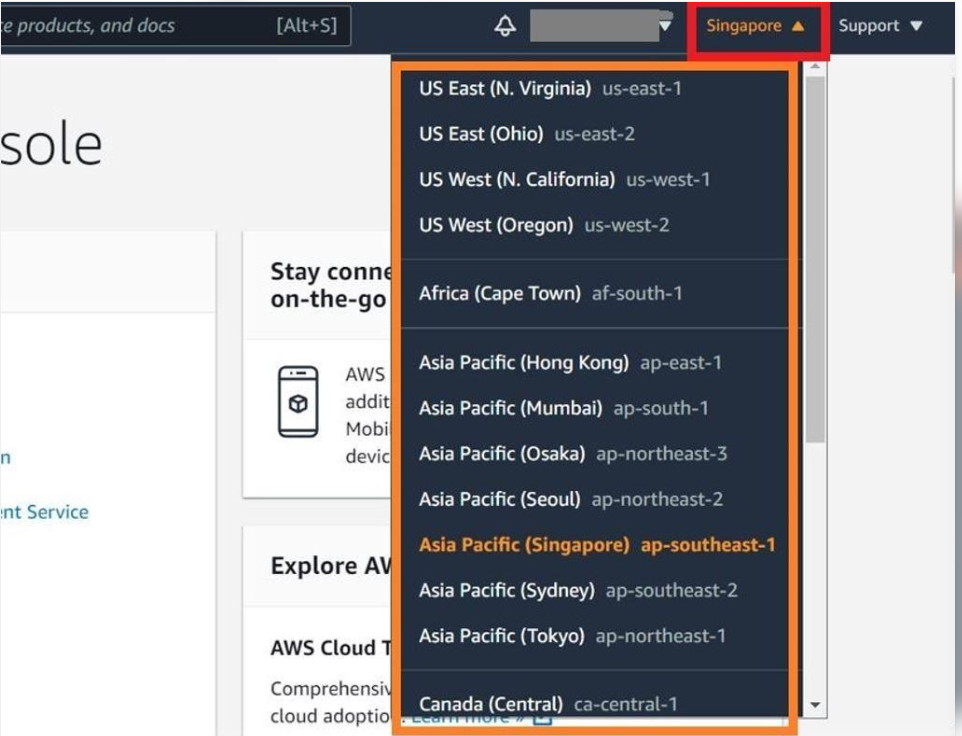 products, and docs [Alt+S] Singapore ▲ Support ▼
US East (N. Virginia) us-east-1
US East (Ohio) us-east-2
US West (N. California) us-west-1
US West (Oregon) us-west-2
Africa (Cape Town) af-south-1
Asia Pacific (Hong Kong) ap-east-1
Asia Pacific (Mumbai) ap-south-1
Asia Pacific (Osaka) ap-northeast-3
Asia Pacific (Seoul) ap-northeast-2
Asia Pacific (Singapore) ap-southeast-1
Asia Pacific (Sydney) ap-southeast-2
Asia Pacific (Tokyo) ap-northeast-1
Canada (Central) ca-central-1
sole
n
nt Service
Stay conne
on-the-go
AWS
addit
Mobi
devic
Explore AW
AWS Cloud T
Comprehensiv
cloud adoptio. Learn more »